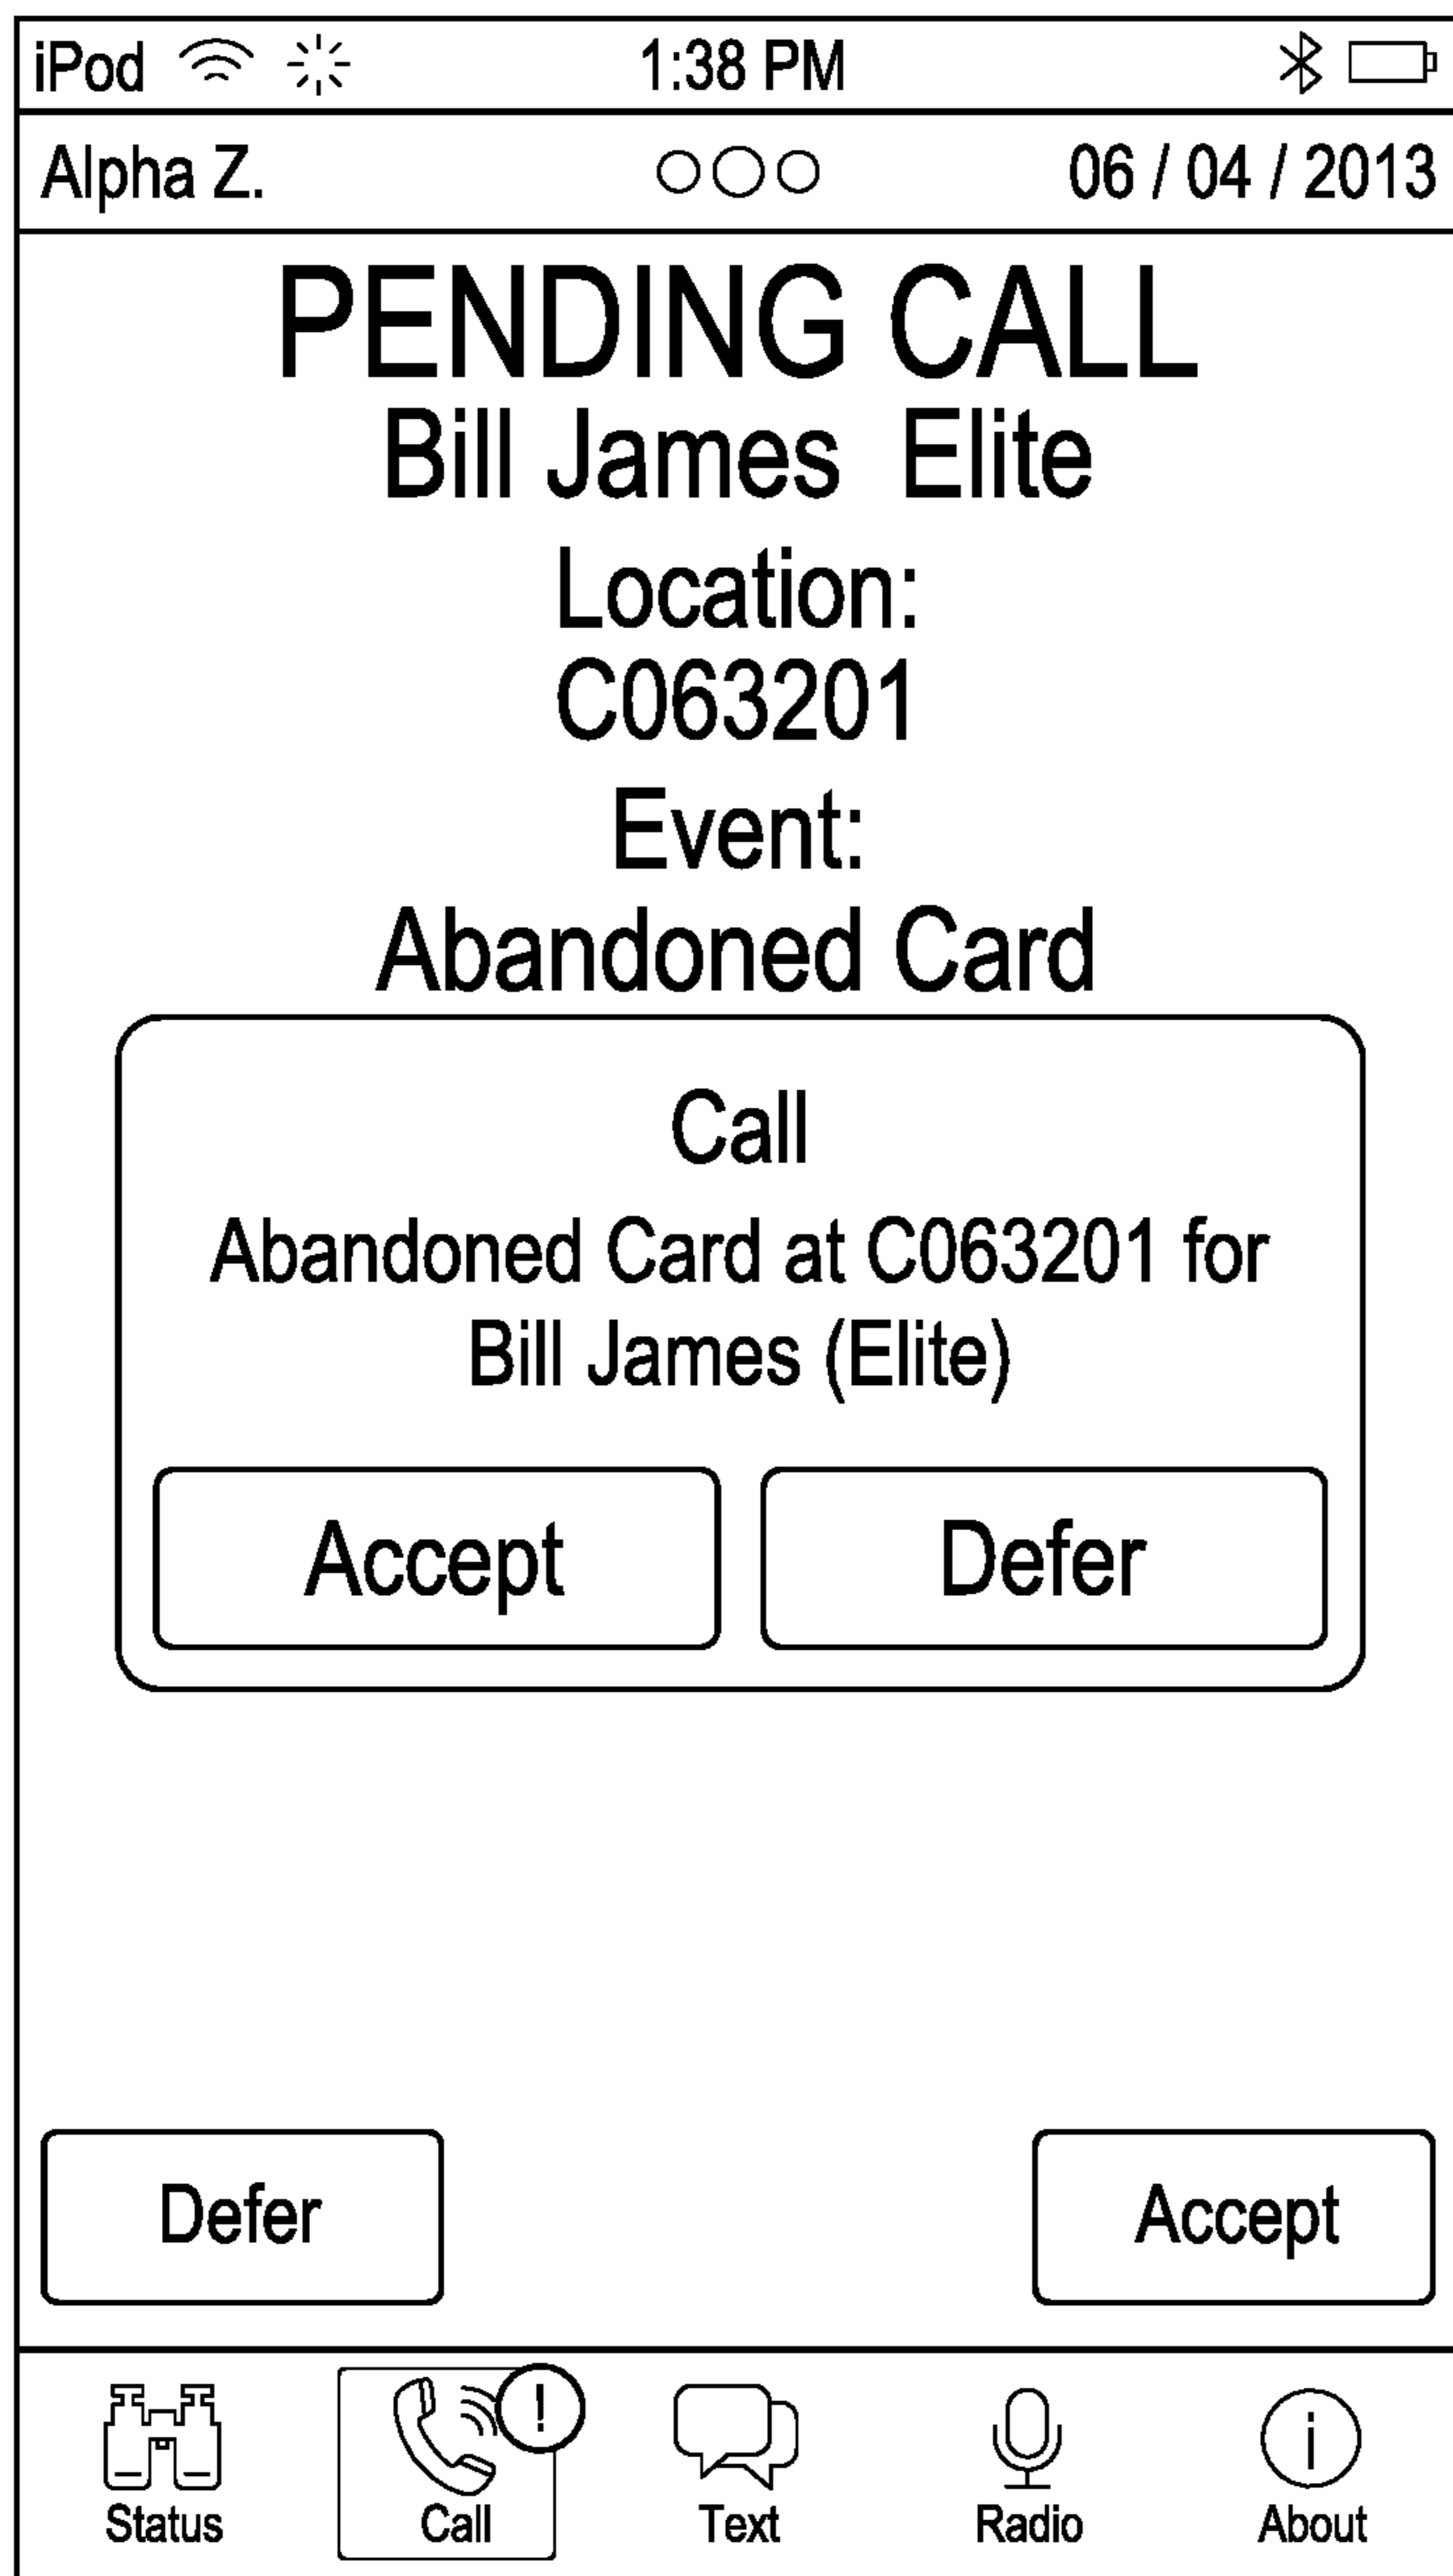 iPod 1:38 PM
Alpha Z. 06 / 04 / 2013
PENDING CALL
Bill James Elite
Location:
C063201
Event:
Abandoned Card
Call
Abandoned Card at C063201 for
Bill James (Elite)
Accept Defer
Defer Accept
!
i
Status Call Text Radio About